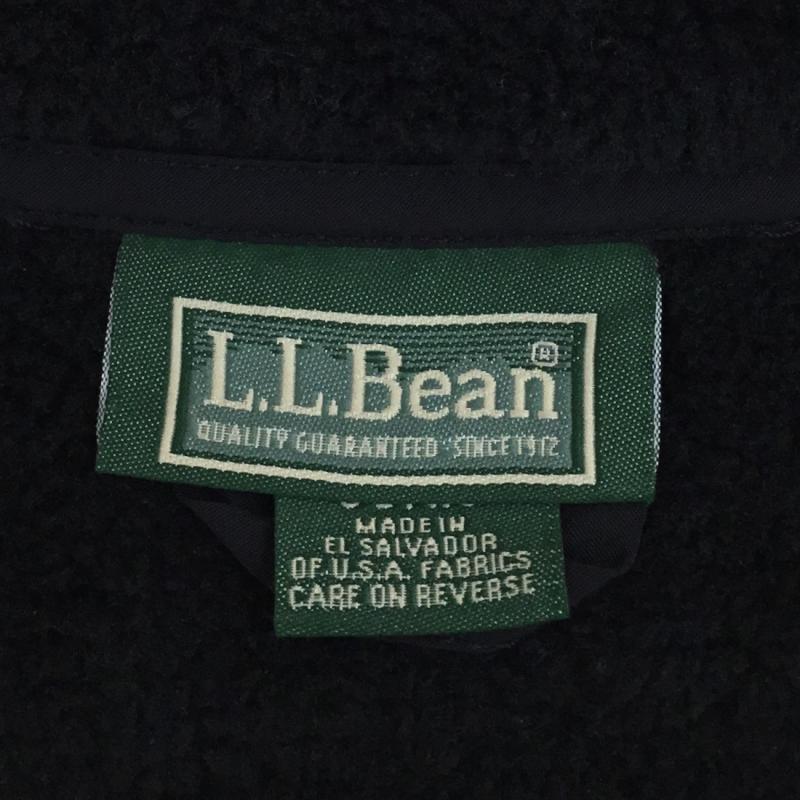 L.L.Bean®
QUALITY GUARANTEED SINCE 1912
MADE IN
EL SALVADOR
OF U.S.A. FABRICS
CARE ON REVERSE